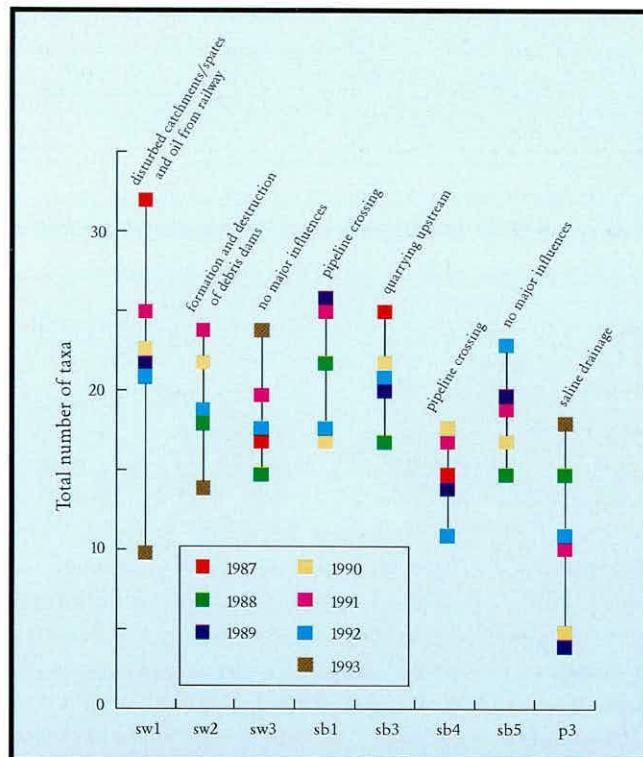 disturbed catchments/spates
and oil from railway
formation and destruction
of debris dams
no major influences
pipeline crossing
quarrying upstream
pipeline crossing
no major influences
saline drainage
Total number of taxa
30
20
10
0
1987
1988
1989
1990
1991
1992
1993
sw1 sw2 sw3 sb1 sb3 sb4 sb5 p3